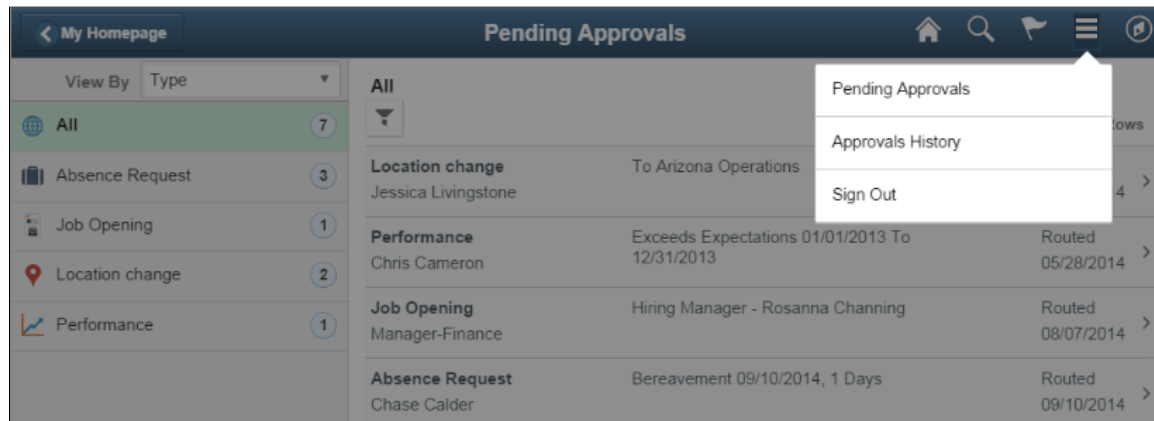 My Homepage
Pending Approvals
View By Type
All 7
Absence Request 3
Job Opening 1
Location change 2
Performance 1
All
Pending Approvals
Approvals History
Sign Out
Location change To Arizona Operations
Jessica Livingstone
Performance Exceeds Expectations 01/01/2013 To Routed
Chris Cameron 12/31/2013 05/28/2014
Job Opening Hiring Manager - Rosanna Channing Routed
Manager-Finance 08/07/2014
Absence Request Bereavement 09/10/2014, 1 Days Routed
Chase Calder 09/10/2014